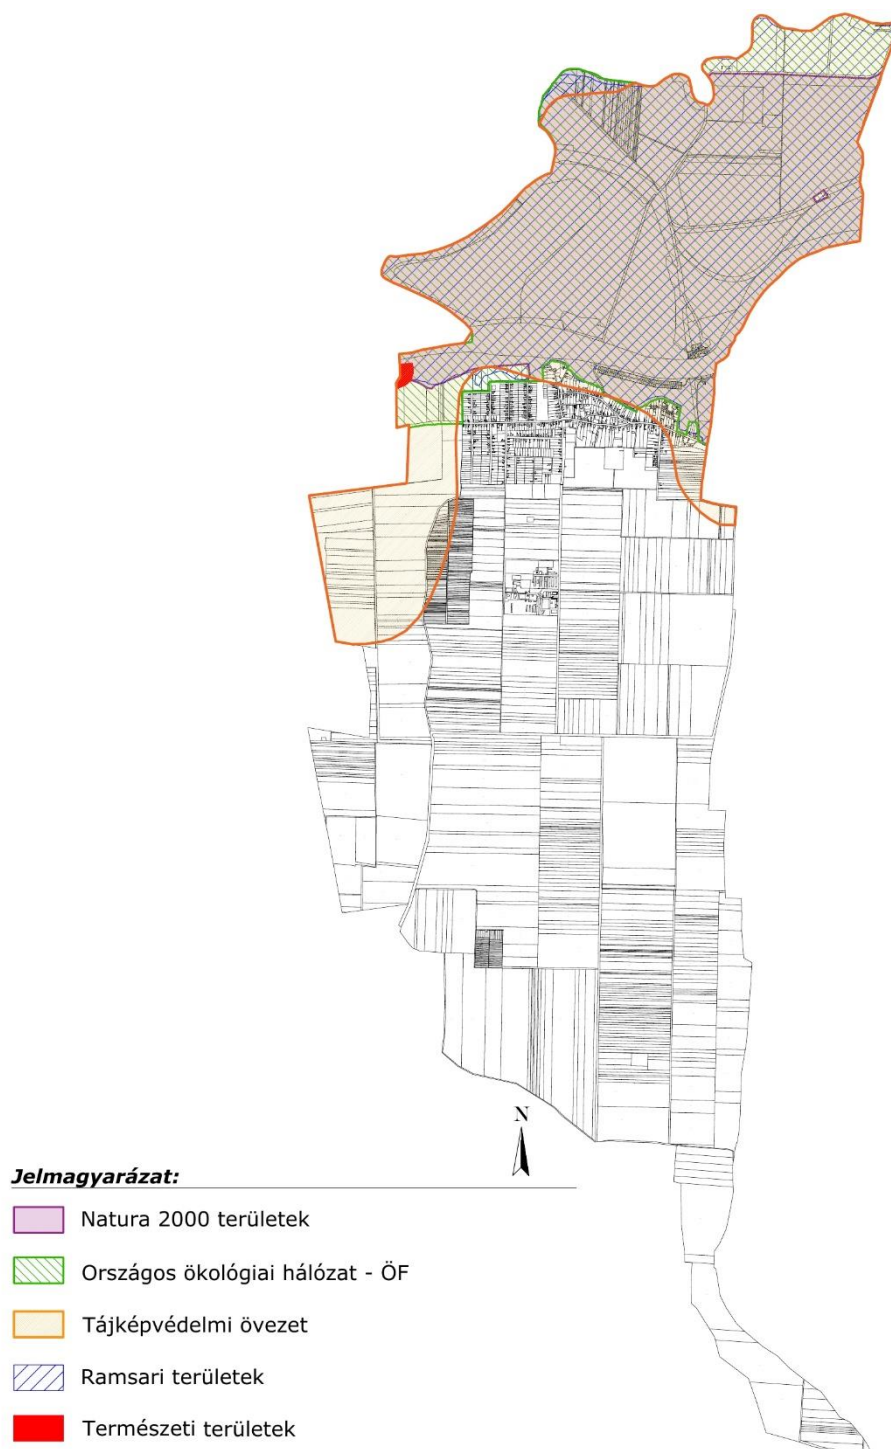 N
Jelmagyarázat:
Natura 2000 területek
Országos ökológiai hálózat - ÖF
Tájképvédelmi övezet
Ramsari területek
Természeti területek